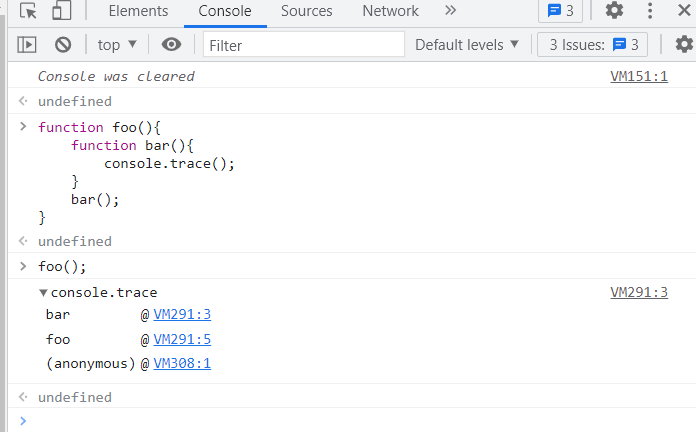 Elements Console Sources Network 3
top Filter Default levels 3 Issues: 3
Console was cleared VM151:1
undefined
function foo(){
function bar(){
console.trace();
}
bar();
}
undefined
foo();
console.trace VM291:3
bar @ VM291:3
foo @ VM291:5
(anonymous) @ VM308:1
undefined